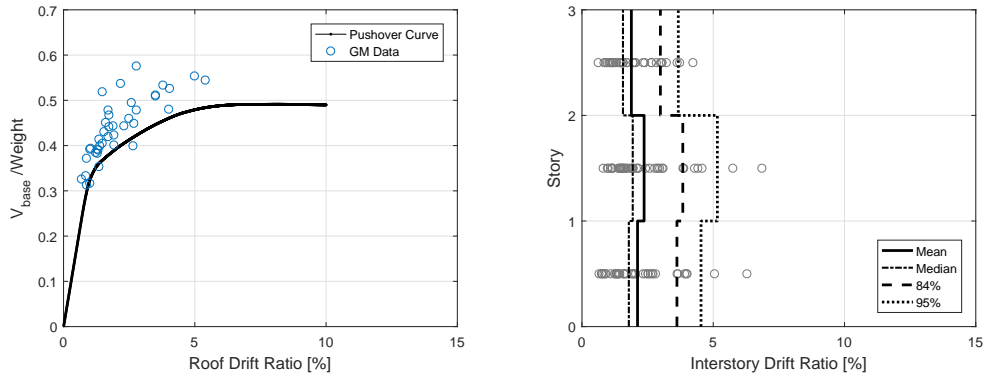 0.7
0.6
0.5
0.4
0.3
0.2
0.1
0
V_base /Weight
0 5 10 15
Roof Drift Ratio [%]
Pushover Curve
GM Data
3
2
1
0
Story
0 5 10 15
Interstory Drift Ratio [%]
Mean
Median
84%
95%